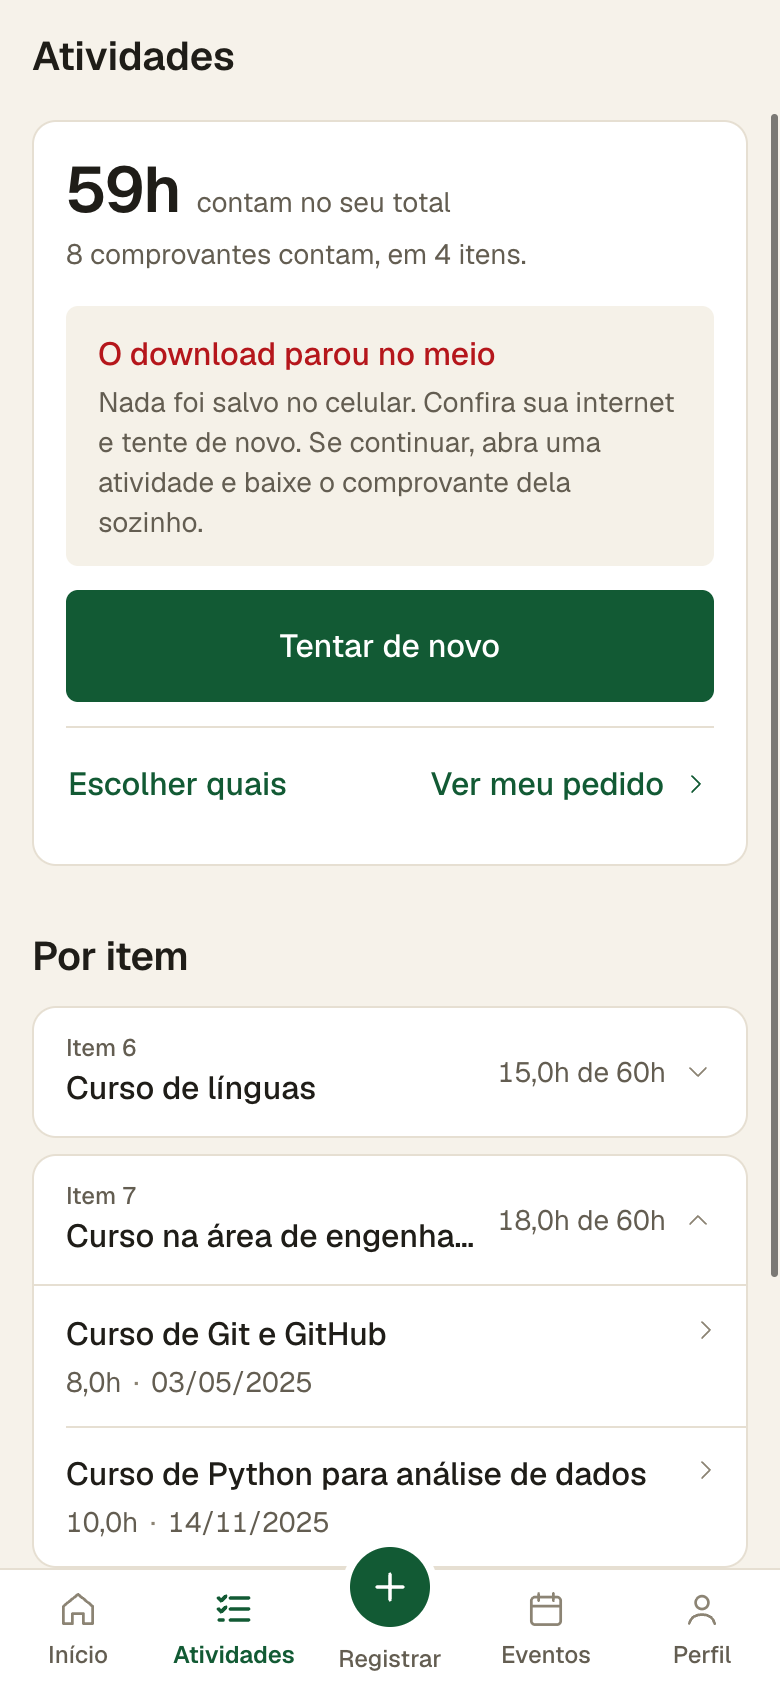 Atividades
59h contam no seu total
8 comprovantes contam, em 4 itens.
O download parou no meio
Nada foi salvo no celular. Confira sua internet
e tente de novo. Se continuar, abra uma
atividade e baixe o comprovante dela
sozinho.
Tentar de novo
Escolher quais
Ver meu pedido
Por item
Item 6
Curso de línguas
15,0h de 60h
Item 7
Curso na área de engenha...
18,0h de 60h
Curso de Git e GitHub
8,0h · 03/05/2025
Curso de Python para análise de dados
10,0h · 14/11/2025
Início
Atividades
Registrar
Eventos
Perfil